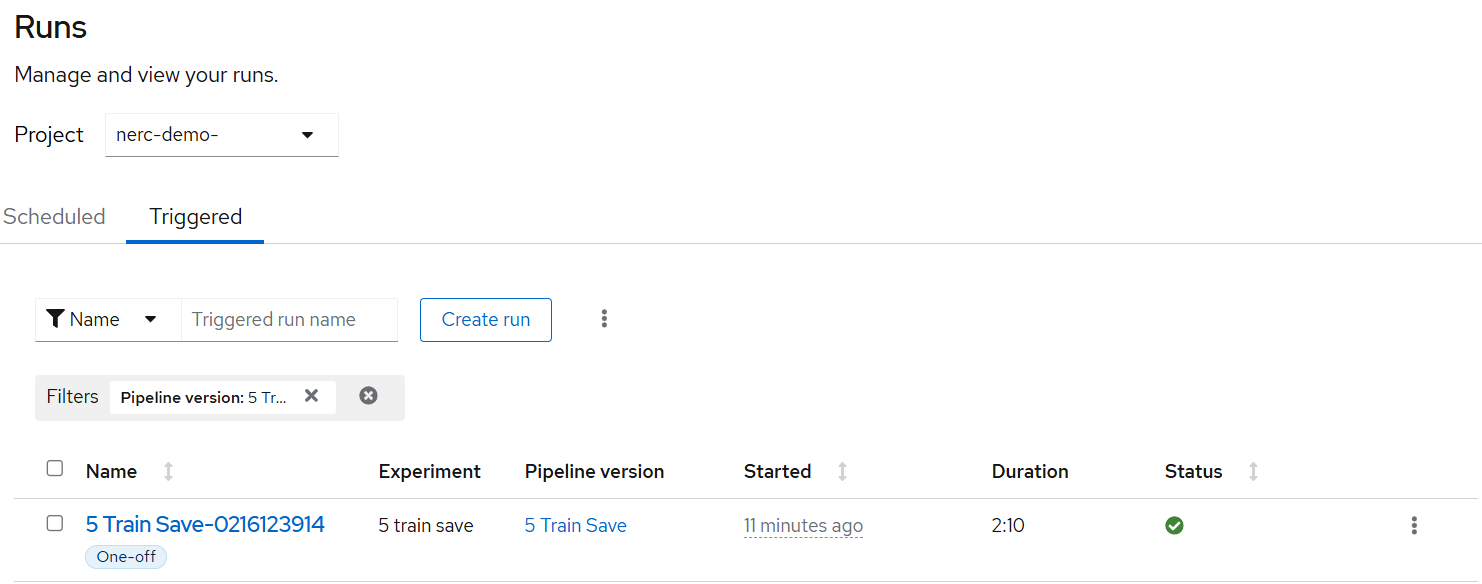 Runs
Manage and view your runs.
Project nerc-demo-
Scheduled Triggered
Name Triggered run name Create run
Filters Pipeline version: 5 Tr...
Name Experiment Pipeline version Started Duration Status
5 Train Save-0216123914 5 train save 5 Train Save 11 minutes ago 2:10
One-off